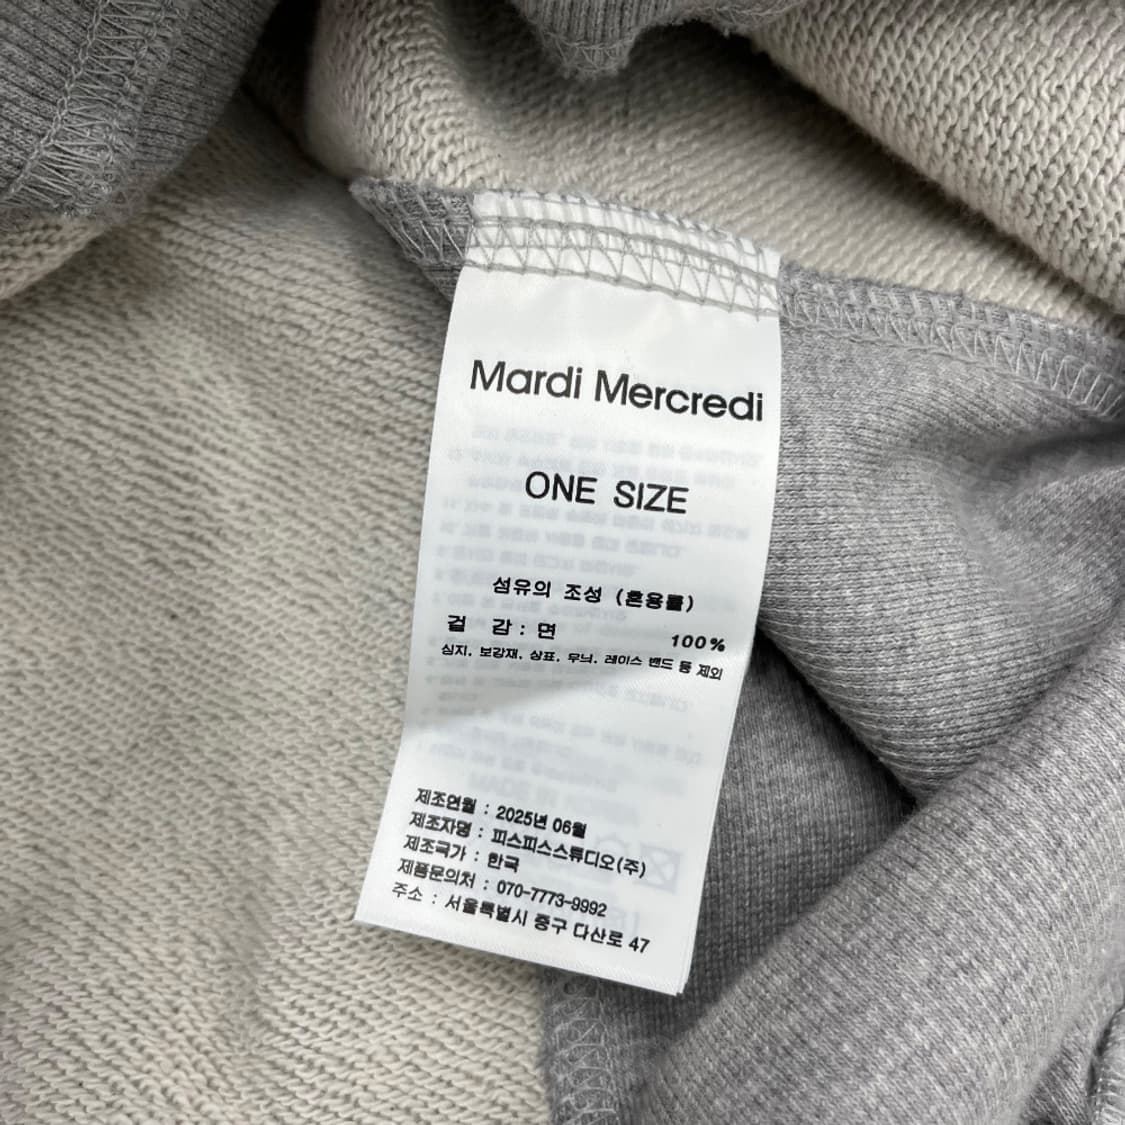 Mardi Mercredi
ONE SIZE
섬유의 조성 (혼용률)
겉 감 : 면 100%
심지, 보강재, 상표, 무늬, 레이스 밴드 등 제외
제조연월 : 2025년 06월
제조자명 : 피스피스스튜디오(주)
제조국가 : 한국
제품문의처 : 070-7773-9992
주소 : 서울특별시 중구 다산로 47